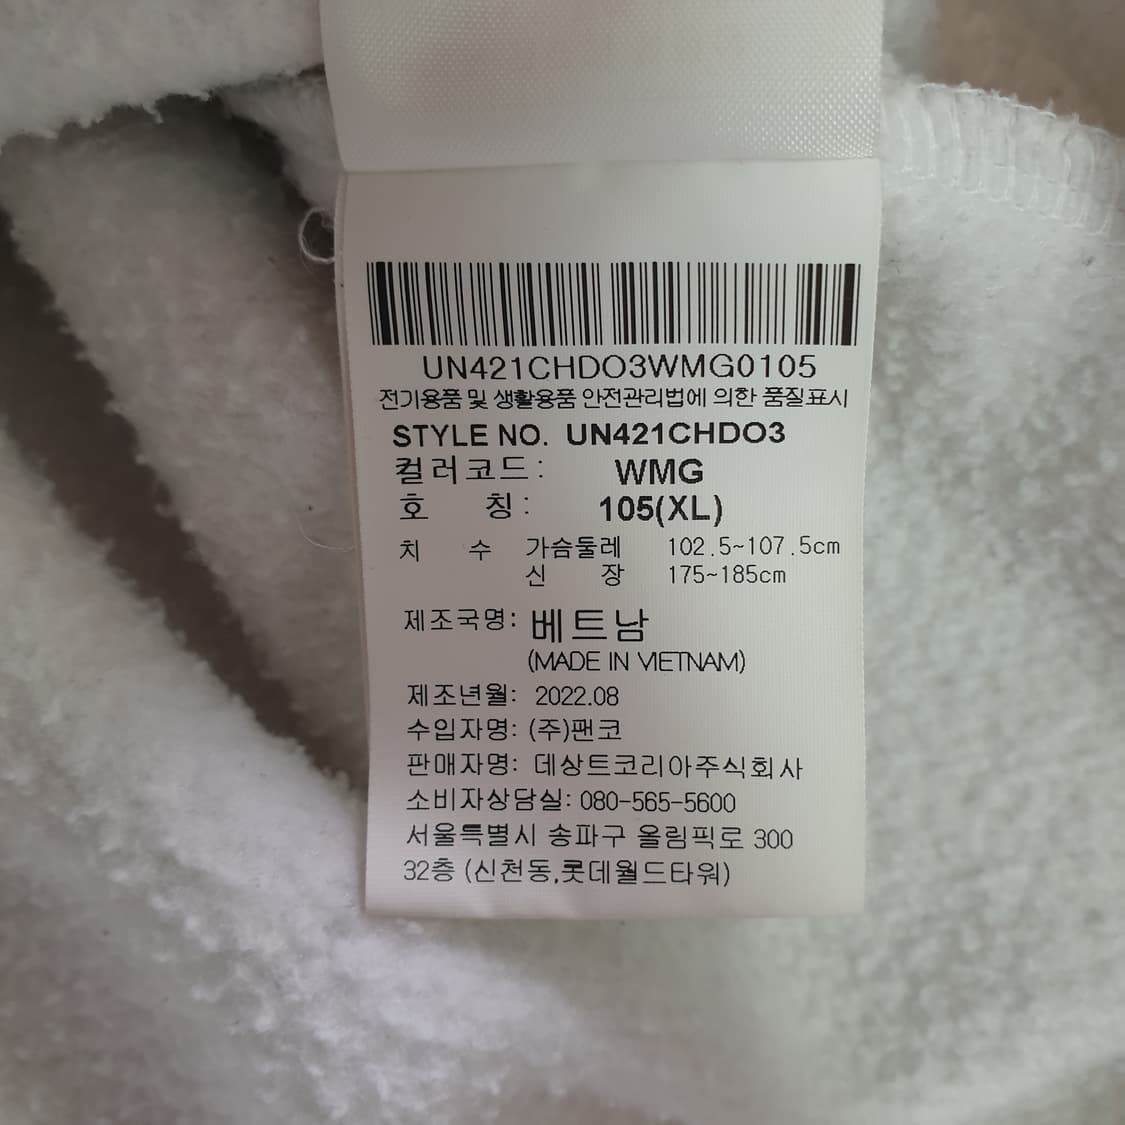 UN421CHDO3WMG0105
전기용품 및 생활용품 안전관리법에 의한 품질표시
STYLE NO. UN421CHDO3
컬러코드: WMG
호 칭: 105(XL)
치 수 가슴둘레 102.5~107.5cm
신 장 175~185cm
제조국명: 베트남
(MADE IN VIETNAM)
제조년월: 2022.08
수입자명: (주)팬코
판매자명: 데상트코리아주식회사
소비자상담실: 080-565-5600
서울특별시 송파구 올림픽로 300
32층 (신천동,롯데월드타워)